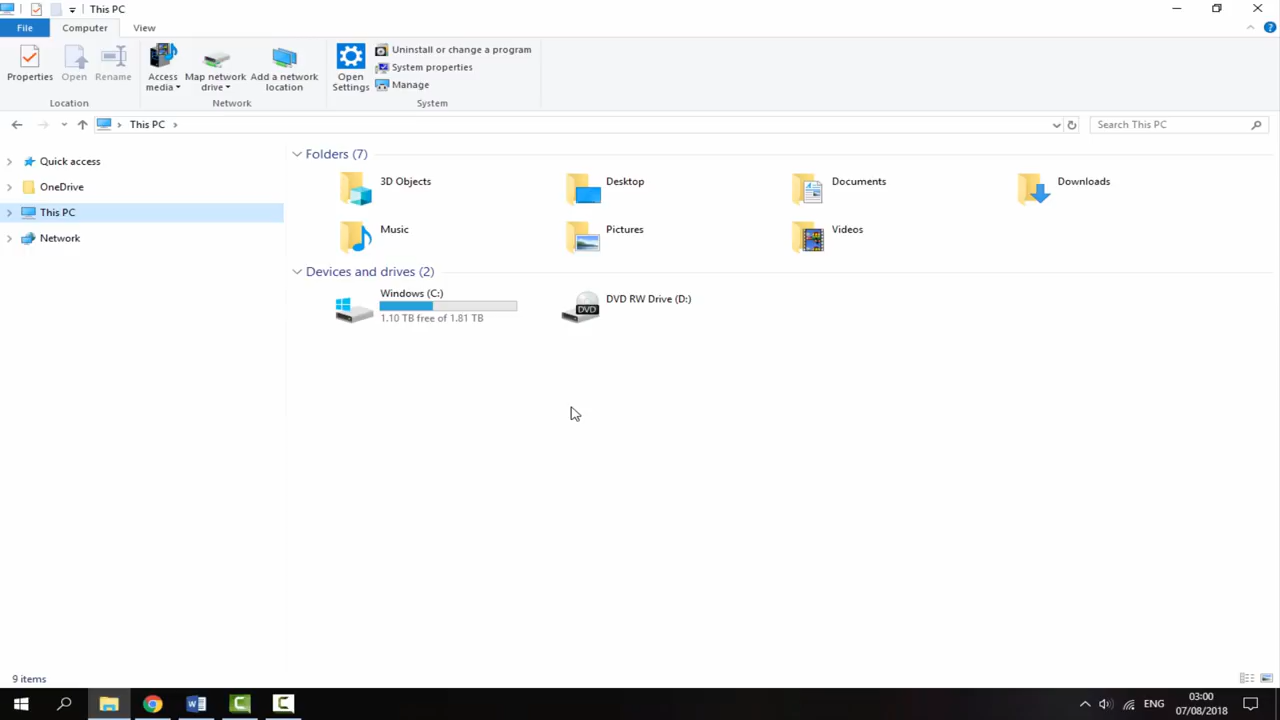 This PC
File Computer View
Properties Open Rename Access media Map network drive Add a network location Open Settings Uninstall or change a program
System properties
Manage
Location Network System
This PC Search This PC
Quick access
OneDrive
This PC
Network
Folders (7)
3D Objects Desktop Documents Downloads
Music Pictures Videos
Devices and drives (2)
Windows (C:) DVD RW Drive (D:)
1.10 TB free of 1.81 TB
DVD
9 items
ENG 03:00
07/08/2018